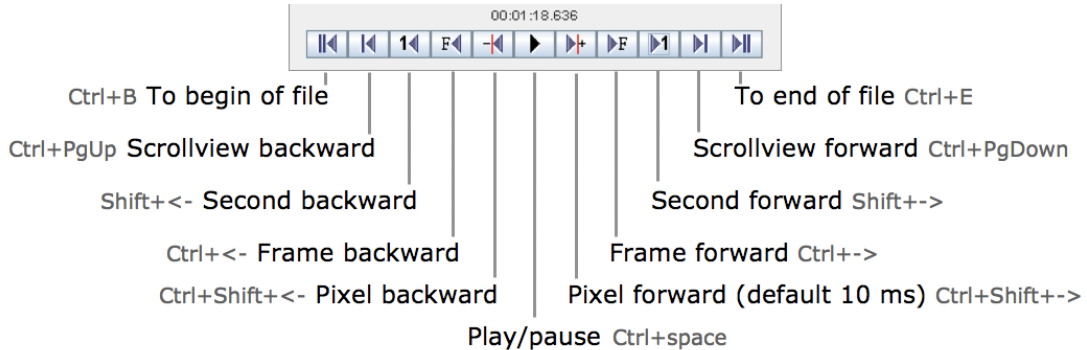 00:01:18.636
1 F - + F 1
Ctrl+B To begin of file To end of file Ctrl+E
Ctrl+PgUp Scrollview backward Scrollview forward Ctrl+PgDown
Shift+<- Second backward Second forward Shift+->
Ctrl+<- Frame backward Frame forward Ctrl+->
Ctrl+Shift+<- Pixel backward Pixel forward (default 10 ms) Ctrl+Shift+->
Play/pause Ctrl+space